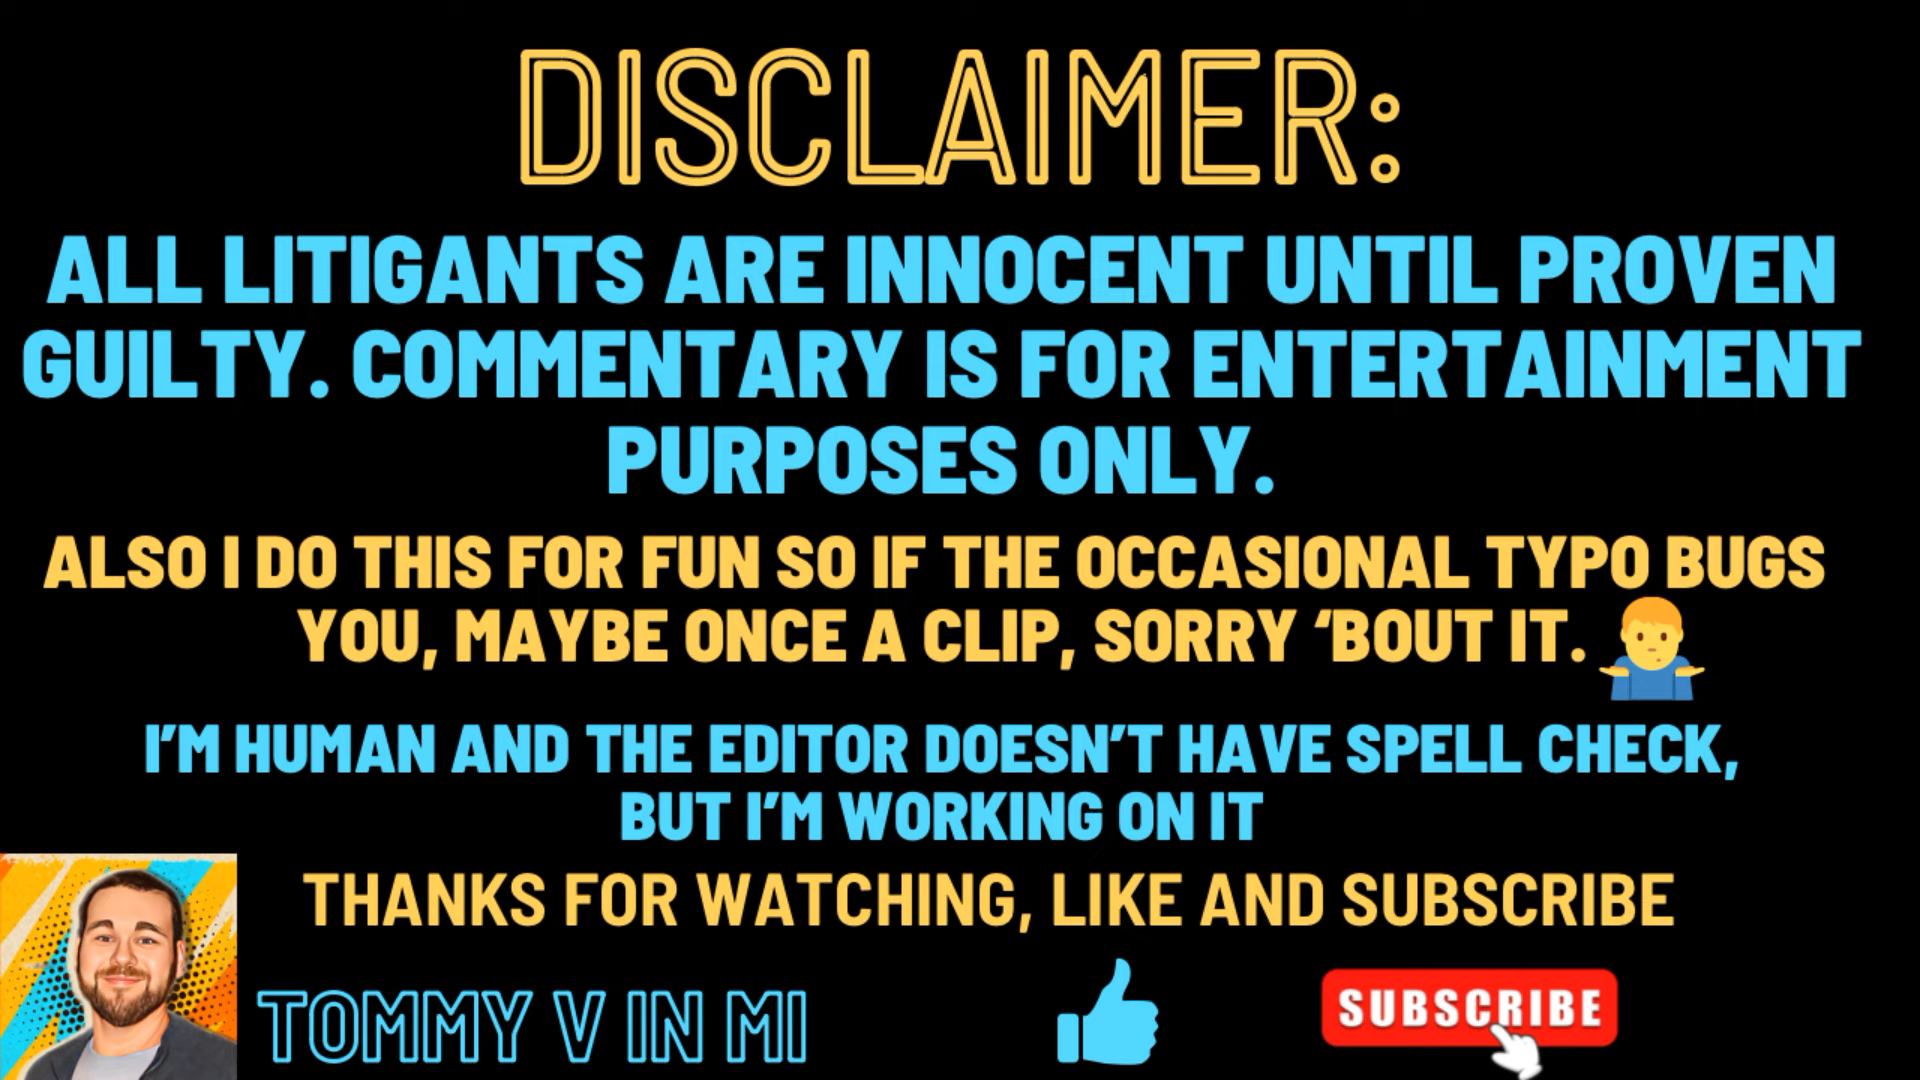 DISCLAIMER:
ALL LITIGANTS ARE INNOCENT UNTIL PROVEN
GUILTY. COMMENTARY IS FOR ENTERTAINMENT
PURPOSES ONLY.
ALSO I DO THIS FOR FUN SO IF THE OCCASIONAL TYPO BUGS
YOU, MAYBE ONCE A CLIP, SORRY ‘BOUT IT.
I’M HUMAN AND THE EDITOR DOESN’T HAVE SPELL CHECK,
BUT I’M WORKING ON IT
THANKS FOR WATCHING, LIKE AND SUBSCRIBE
TOMMY V IN MI
SUBSCRIBE